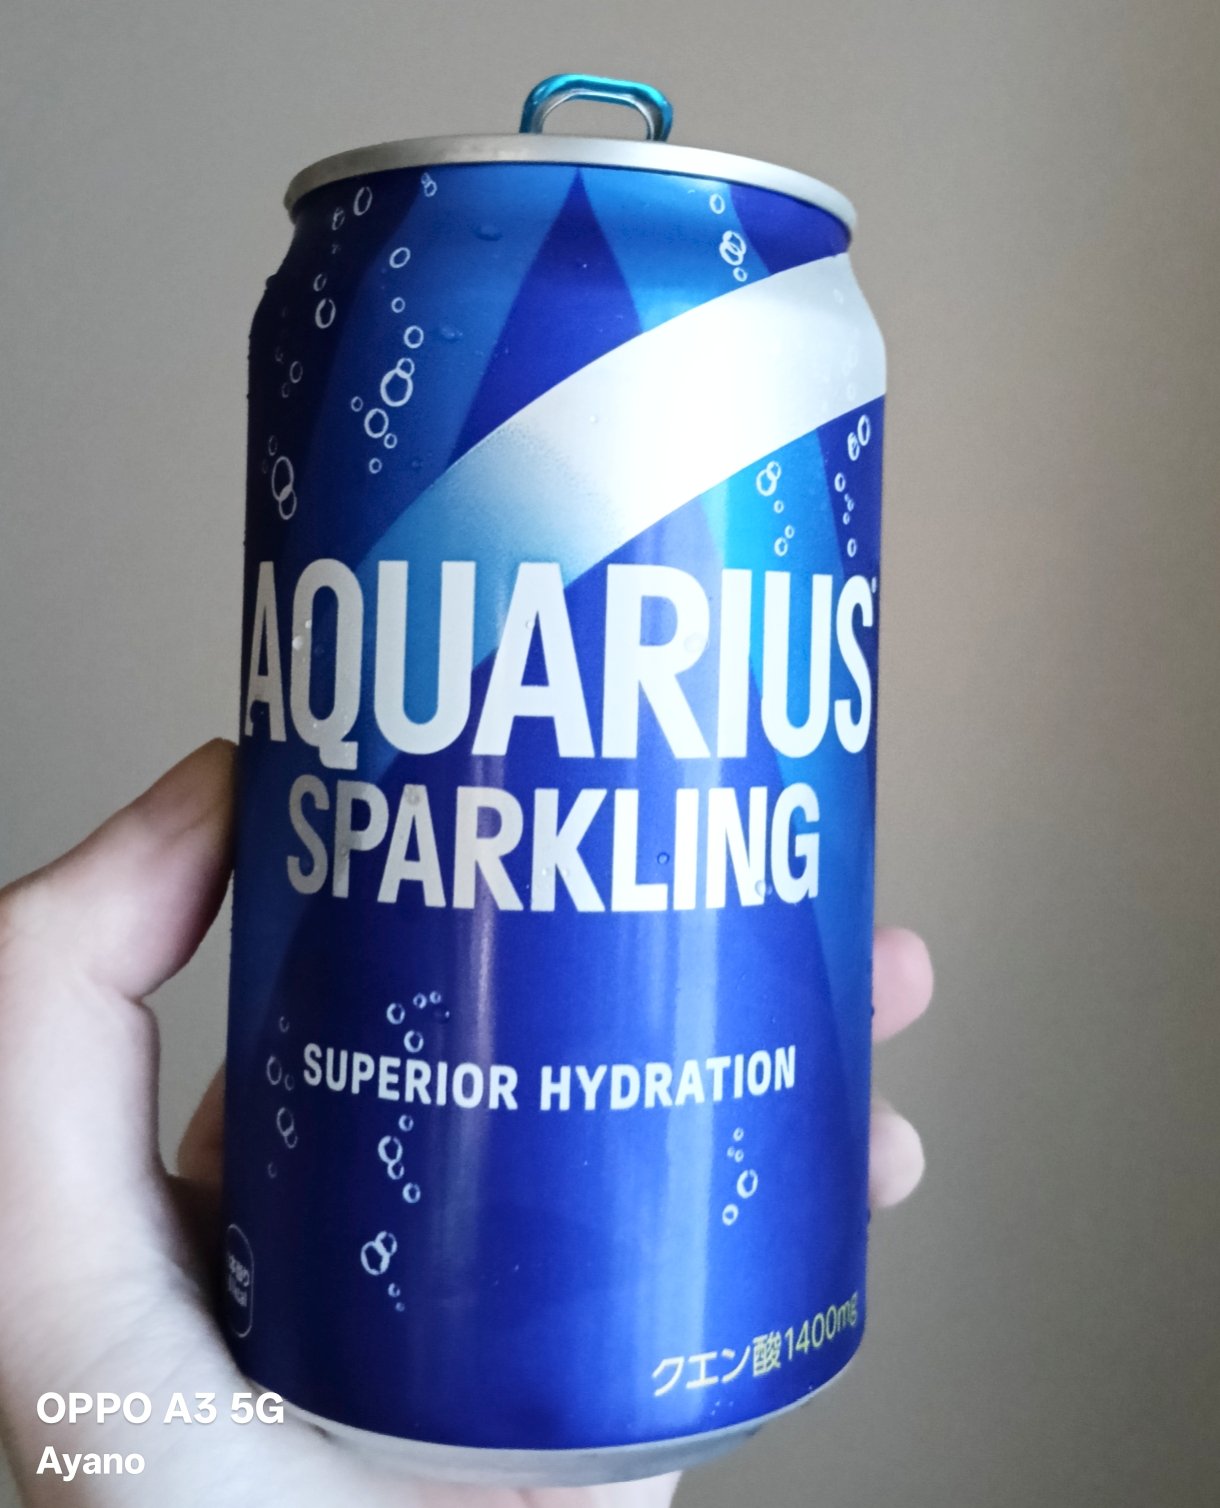 AQUARIUS
SPARKLING
SUPERIOR HYDRATION
クエン酸1400mg
OPPO A3 5G
Ayano